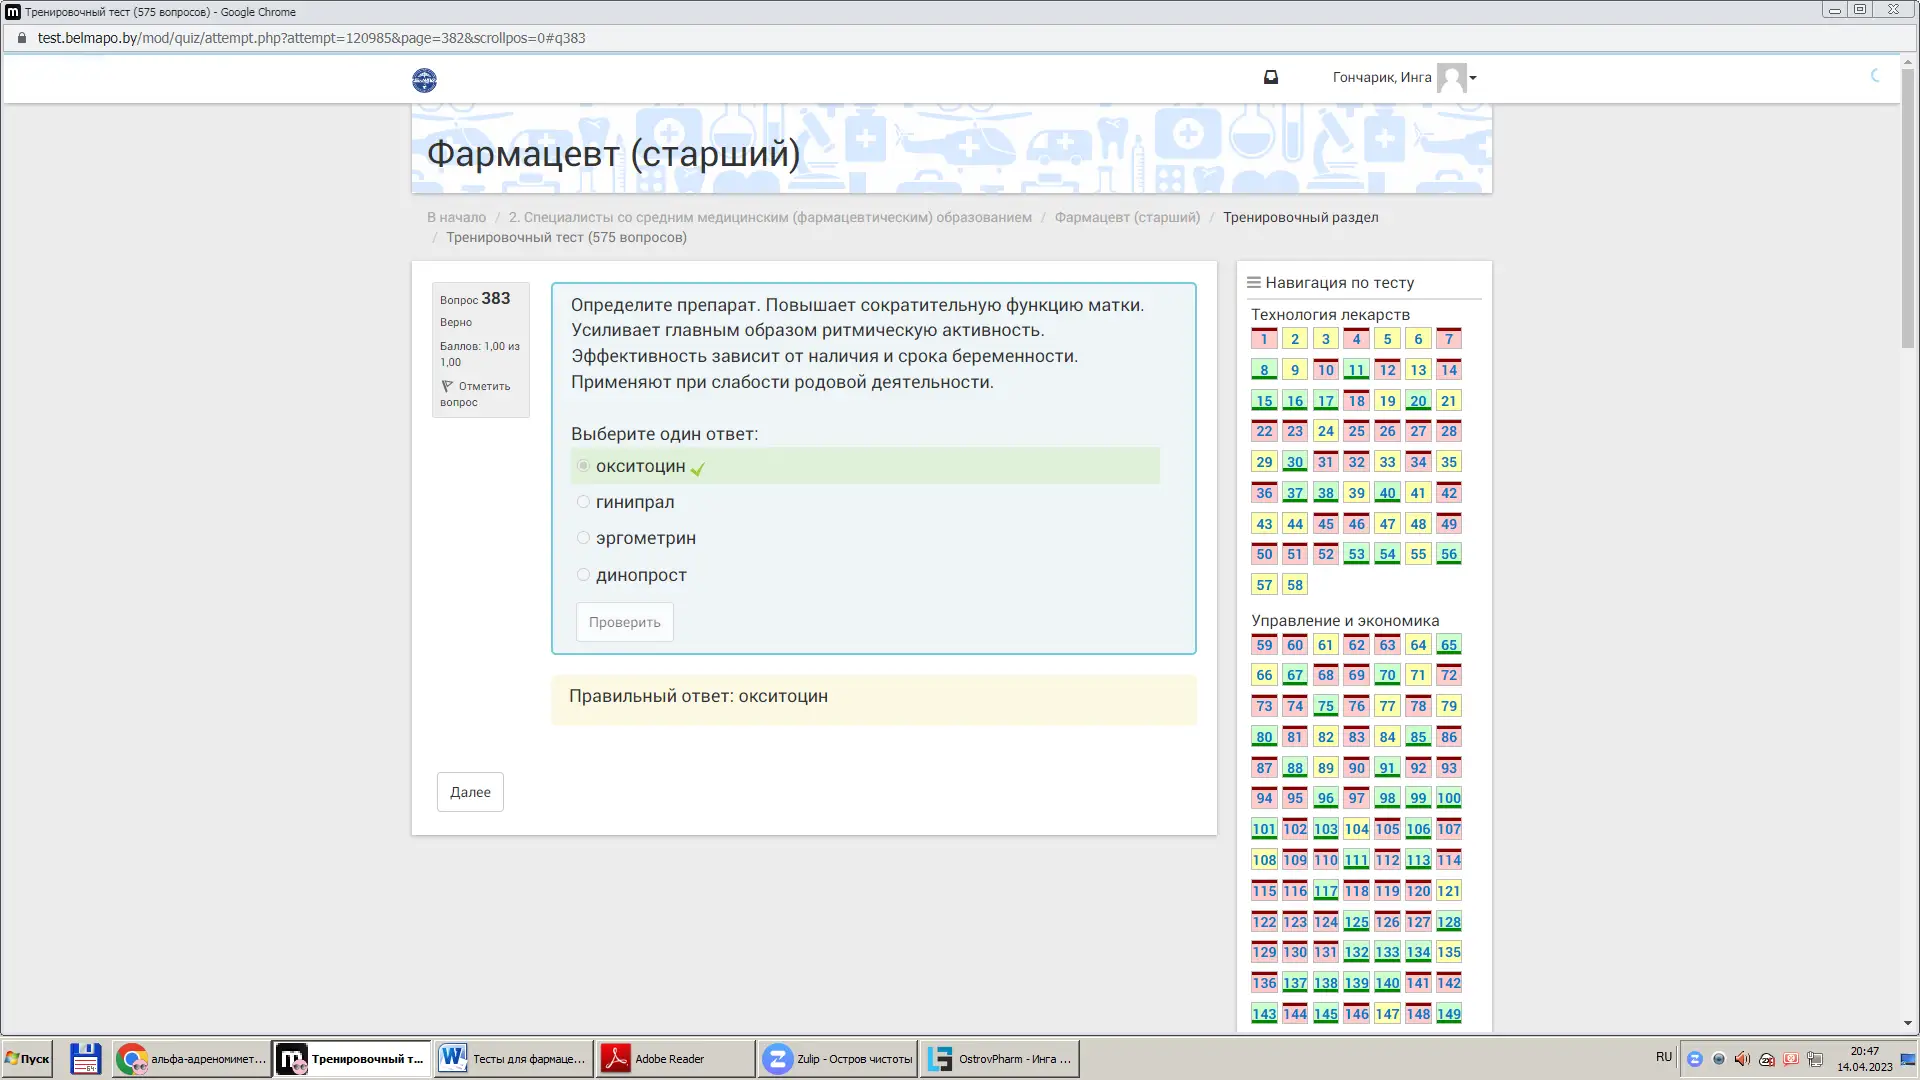 Тренировочный тест (575 вопросов) - Google Chrome
test.belmapo.by/mod/quiz/attempt.php?attempt=120985&page=382&scrollpos=0#q383
Гончарик, Инга
Фармацевт (старший)
В начало / 2. Специалисты со средним медицинским (фармацевтическим) образованием / Фармацевт (старший) / Тренировочный раздел
/ Тренировочный тест (575 вопросов)
Вопрос 383
Верно
Баллов: 1,00 из
1,00
Отметить
вопрос
Определите препарат. Повышает сократительную функцию матки.
Усиливает главным образом ритмическую активность.
Эффективность зависит от наличия и срока беременности.
Применяют при слабости родовой деятельности.
Выберите один ответ:
окситоцин
гинипрал
эргометрин
динопрост
Проверить
Правильный ответ: окситоцин
Далее
Навигация по тесту
Технология лекарств
1 2 3 4 5 6 7
8 9 10 11 12 13 14
15 16 17 18 19 20 21
22 23 24 25 26 27 28
29 30 31 32 33 34 35
36 37 38 39 40 41 42
43 44 45 46 47 48 49
50 51 52 53 54 55 56
57 58
Управление и экономика
59 60 61 62 63 64 65
66 67 68 69 70 71 72
73 74 75 76 77 78 79
80 81 82 83 84 85 86
87 88 89 90 91 92 93
94 95 96 97 98 99 100
101 102 103 104 105 106 107
108 109 110 111 112 113 114
115 116 117 118 119 120 121
122 123 124 125 126 127 128
129 130 131 132 133 134 135
136 137 138 139 140 141 142
143 144 145 146 147 148 149
Пуск
альфа-адреномимет...
Тренировочный т...
Тесты для фармаце...
Adobe Reader
Zulip - Остров чистоты
OstrovPharm - Инга ...
RU
20:47
14.04.2023